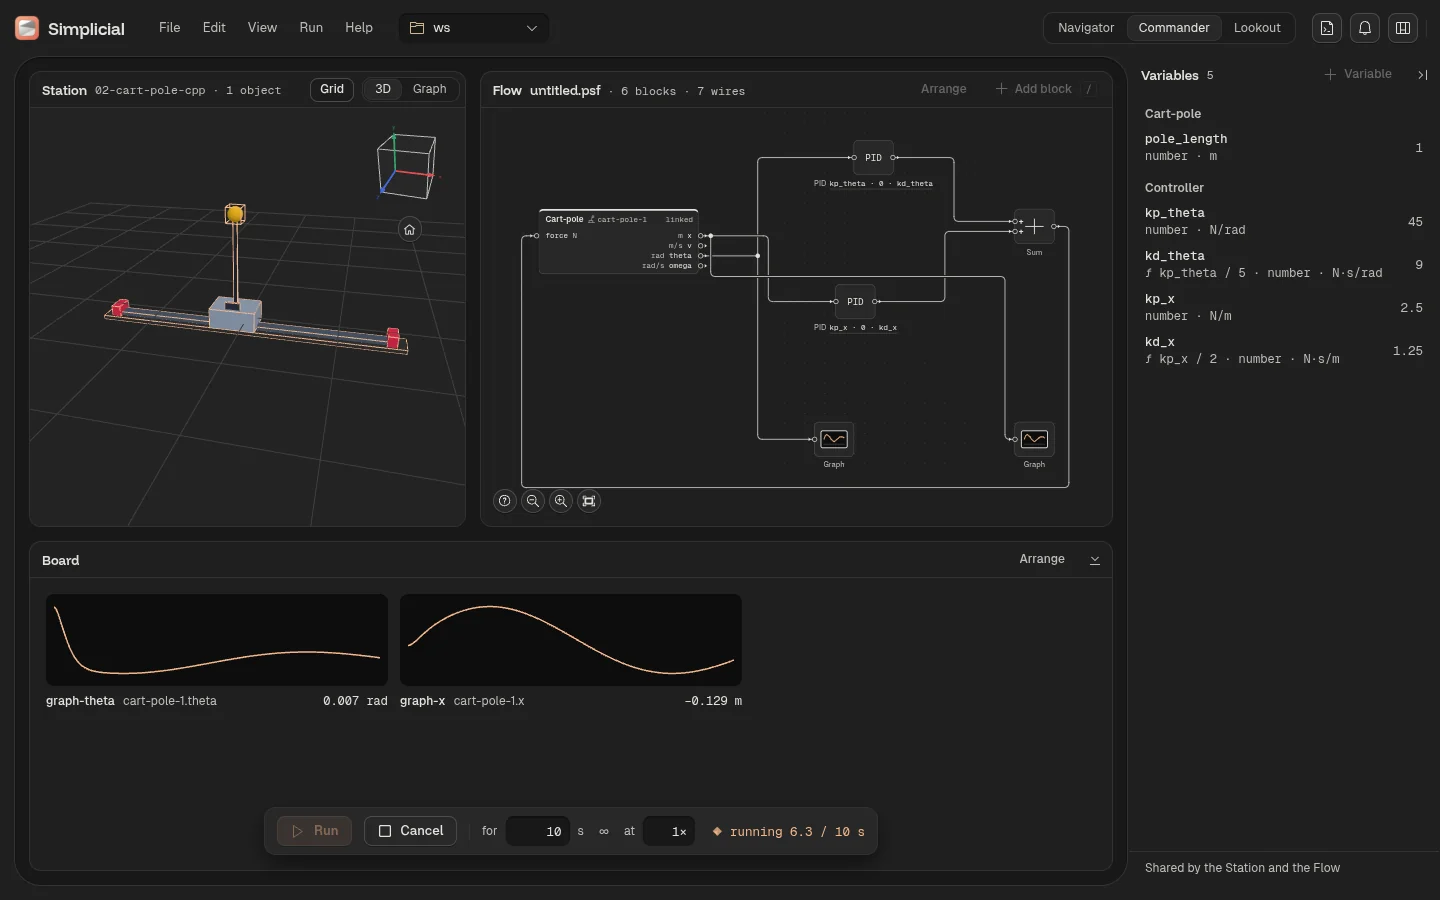 Simplicial
File Edit View Run Help
ws
Navigator Commander Lookout
Station 02-cart-pole-cpp · 1 object
Grid 3D Graph
Flow untitled.psf · 6 blocks · 7 wires
Arrange + Add block /
PID
PID kp_theta · 0 · kd_theta
Cart-pole cart-pole-1 linked
force N
m x
m/s v
rad theta
rad/s omega
Sum
PID
PID kp_x · 0 · kd_x
Graph
Graph
Board
Arrange
graph-theta cart-pole-1.theta 0.007 rad
graph-x cart-pole-1.x −0.129 m
Run Cancel for 10 s ∞ at 1× ◆ running 6.3 / 10 s
Variables 5
+ Variable
Cart-pole
pole_length
number · m
1
Controller
kp_theta
number · N/rad
45
kd_theta
ƒ kp_theta / 5 · number · N·s/rad
9
kp_x
number · N/m
2.5
kd_x
ƒ kp_x / 2 · number · N·s/m
1.25
Shared by the Station and the Flow